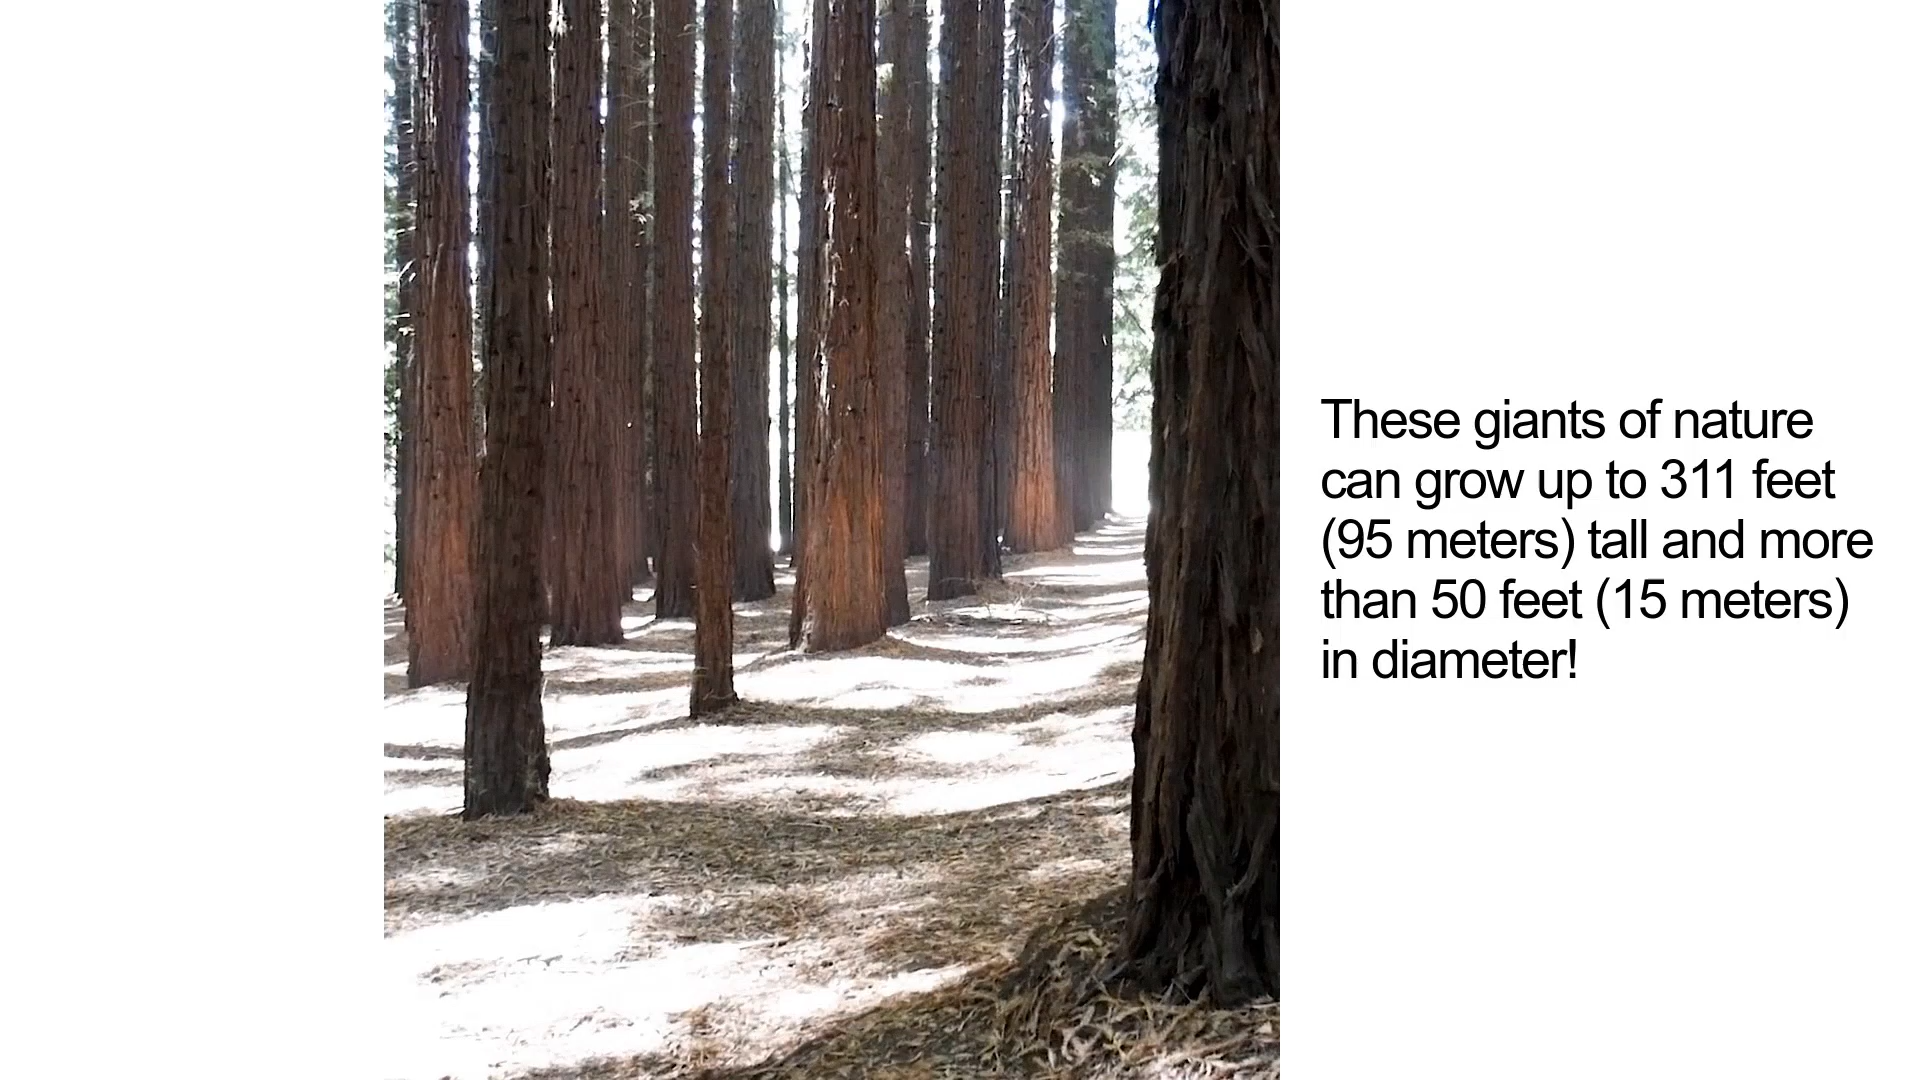 These giants of nature
can grow up to 311 feet
(95 meters) tall and more
than 50 feet (15 meters)
in diameter!